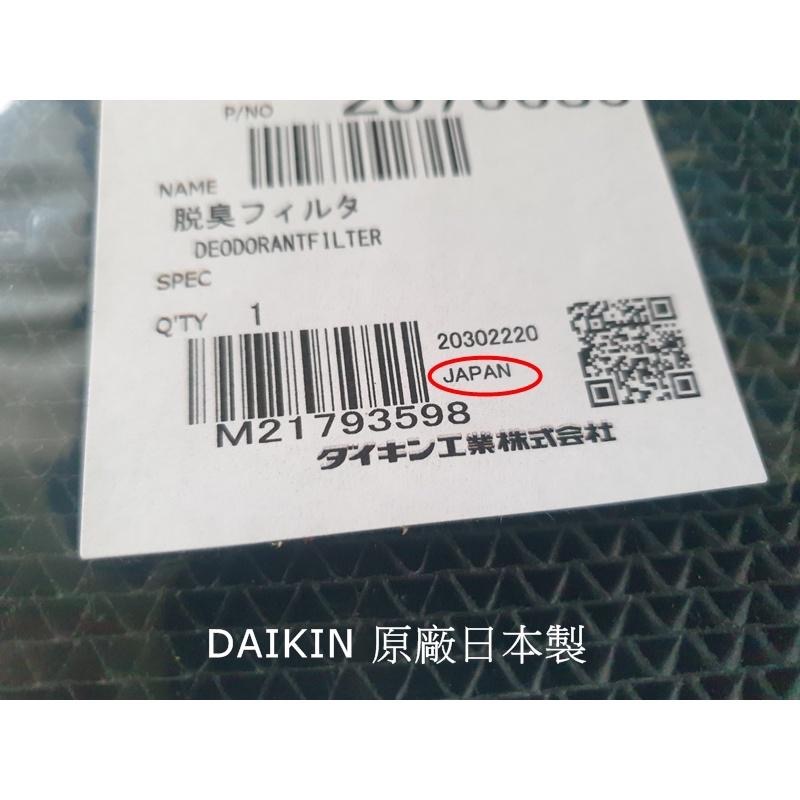 P/NO
NAME
脱臭フィルタ
DEODORANTFILTER
SPEC
Q'TY 1
20302220
JAPAN
M21793598
ダイキン工業株式会社
DAIKIN 原廠日本製